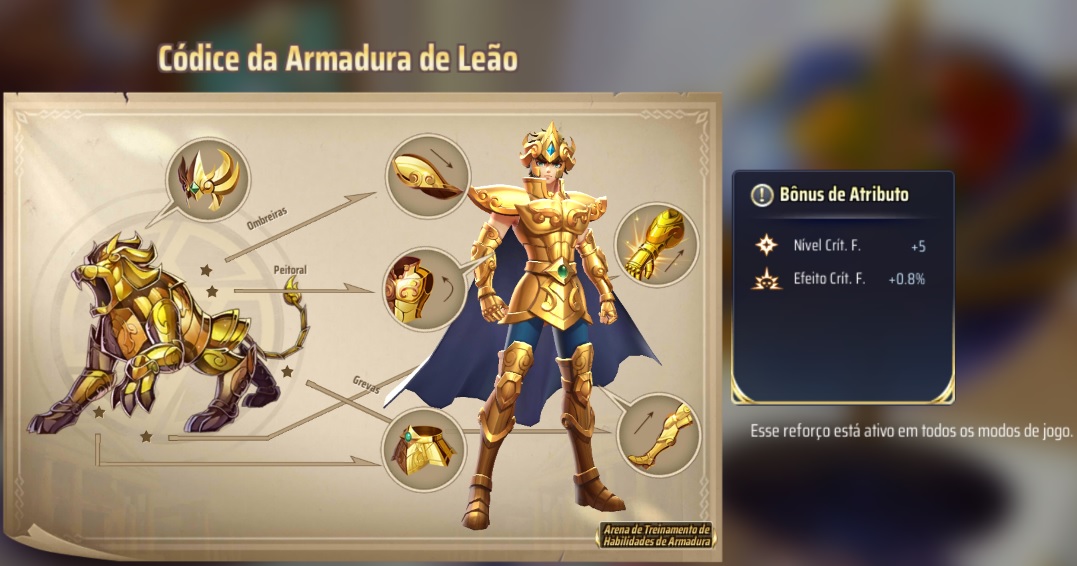 Códice da Armadura de Leão
Ombreiras
Peitoral
Grevas
Arena de Treinamento de
Habilidades de Armadura
Bônus de Atributo
Nível Crít. F. +5
Efeito Crit. F. +0.8%
Esse reforço está ativo em todos os modos de jogo.